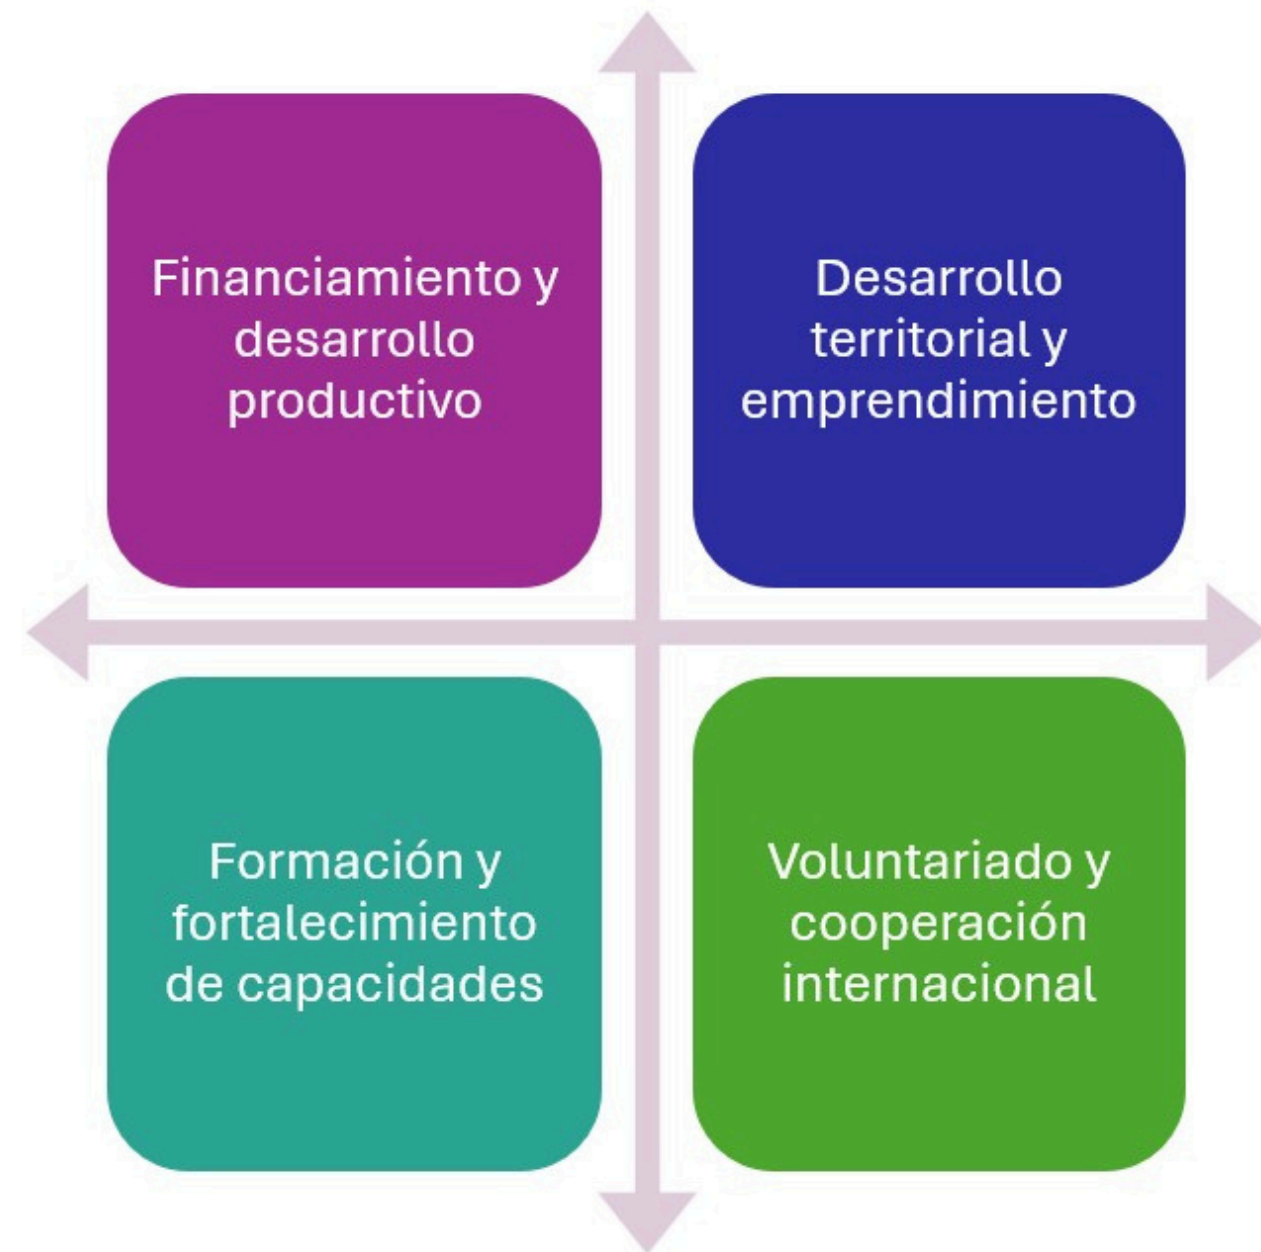 Financiamiento y
desarrollo
productivo
Desarrollo
territorial y
emprendimiento
Formación y
fortalecimiento
de capacidades
Voluntariado y
cooperación
internacional